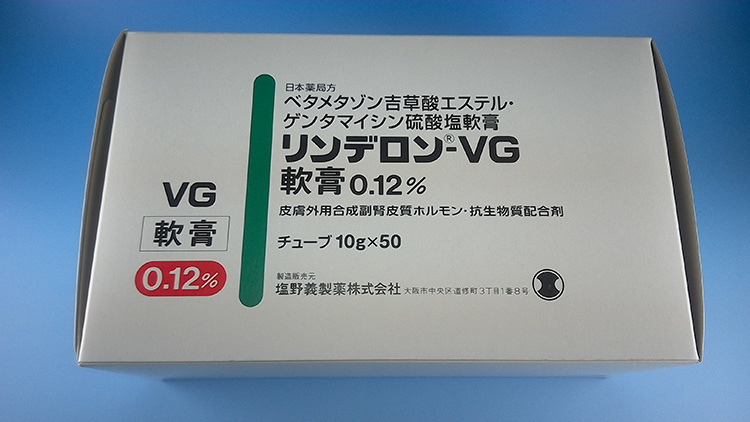 日本薬局方
ベタメタゾン吉草酸エステル・
ゲンタマイシン硫酸塩軟膏
リンデロン®-VG
軟膏0.12%
皮膚外用合成副腎皮質ホルモン・抗生物質配合剤
チューブ 10g×50
製造販売元
塩野義製薬株式会社 大阪市中央区道修町3丁目1番8号
VG
軟膏
0.12%